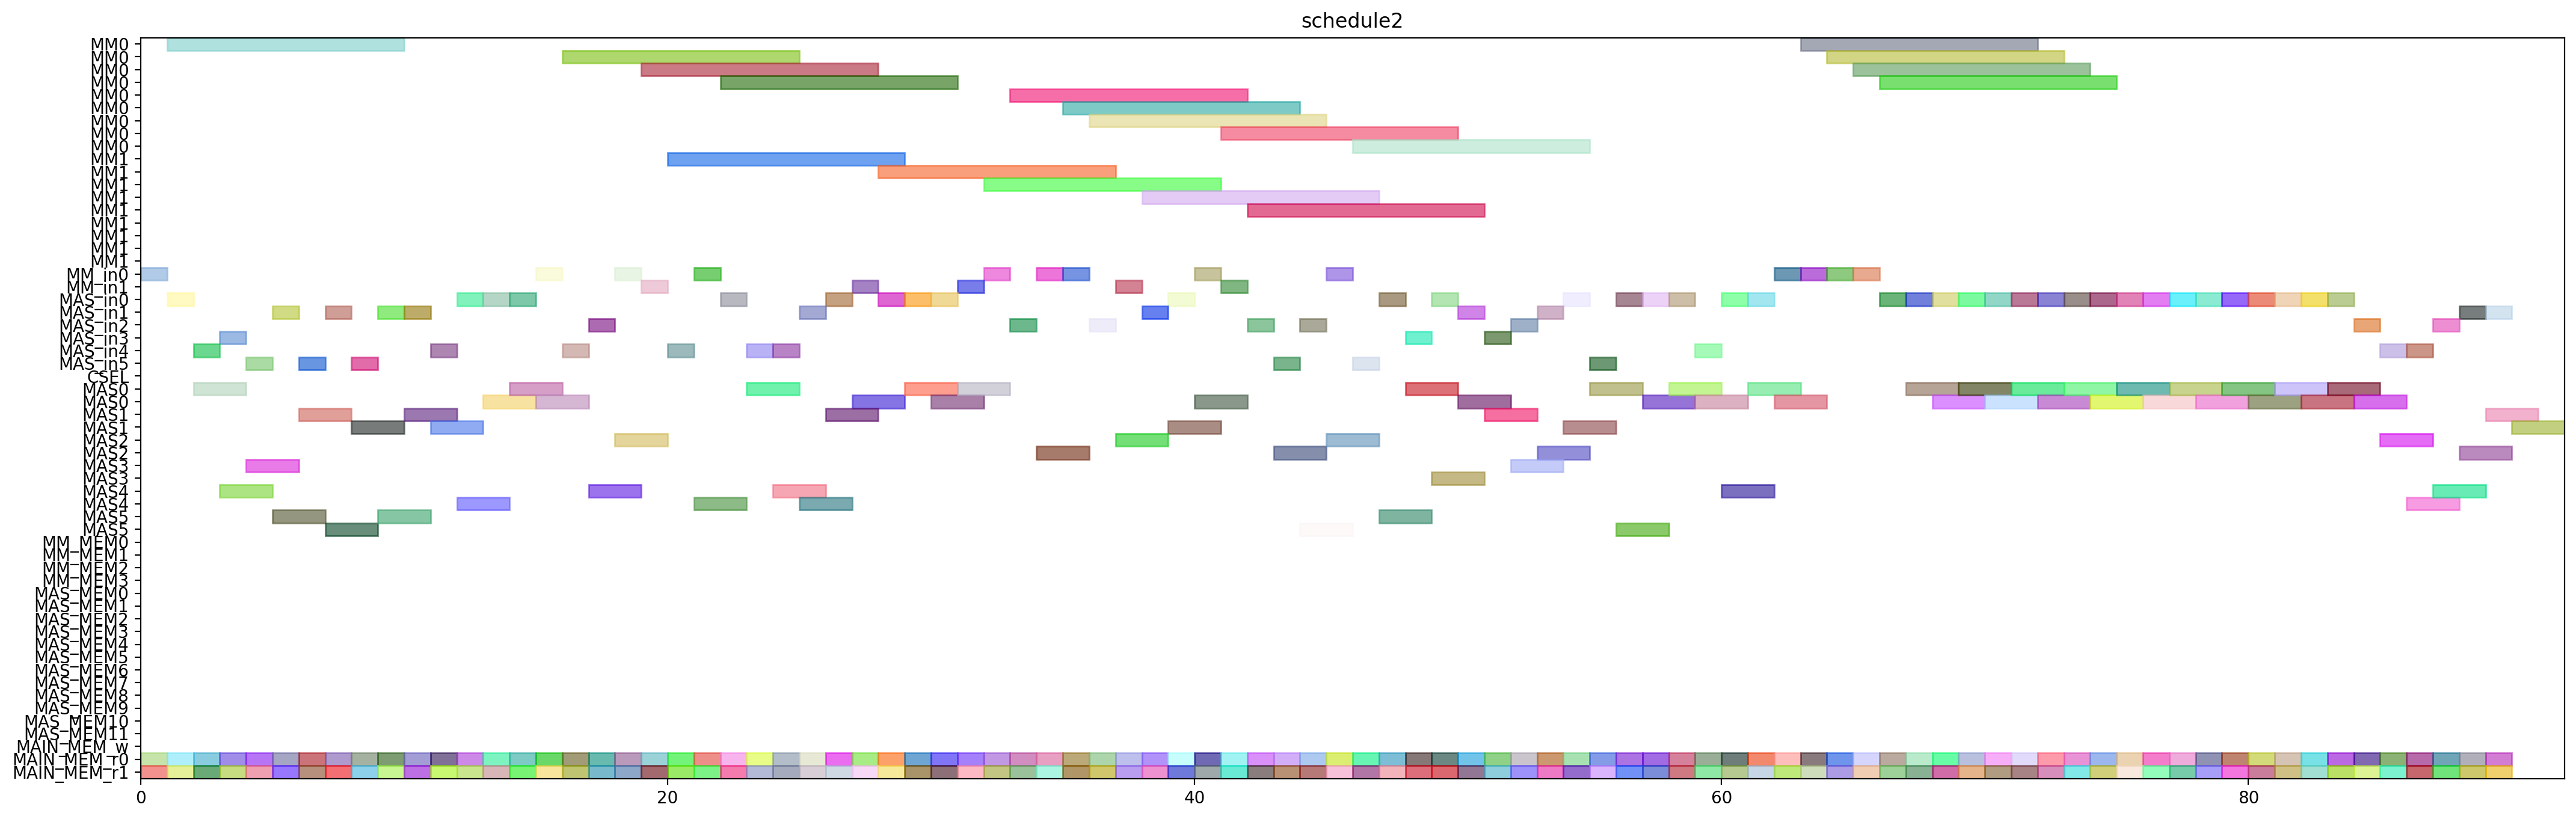 schedule2
MM0
MM0
MM0
MM0
MM0
MM0
MM0
MM0
MM0
MM1
MM1
MM1
MM1
MM1
MM1
MM1
MM1
MM1
MM_in0
MM_in1
MAS_in0
MAS_in1
MAS_in2
MAS_in3
MAS_in4
MAS_in5
CSEL
MAS0
MAS0
MAS1
MAS1
MAS2
MAS2
MAS3
MAS3
MAS4
MAS4
MAS5
MAS5
MM_MEM0
MM_MEM1
MM_MEM2
MM_MEM3
MAS_MEM0
MAS_MEM1
MAS_MEM2
MAS_MEM3
MAS_MEM4
MAS_MEM5
MAS_MEM6
MAS_MEM7
MAS_MEM8
MAS_MEM9
MAS_MEM10
MAS_MEM11
MAIN_MEM_w
MAIN_MEM_r0
MAIN_MEM_r1
0 20 40 60 80